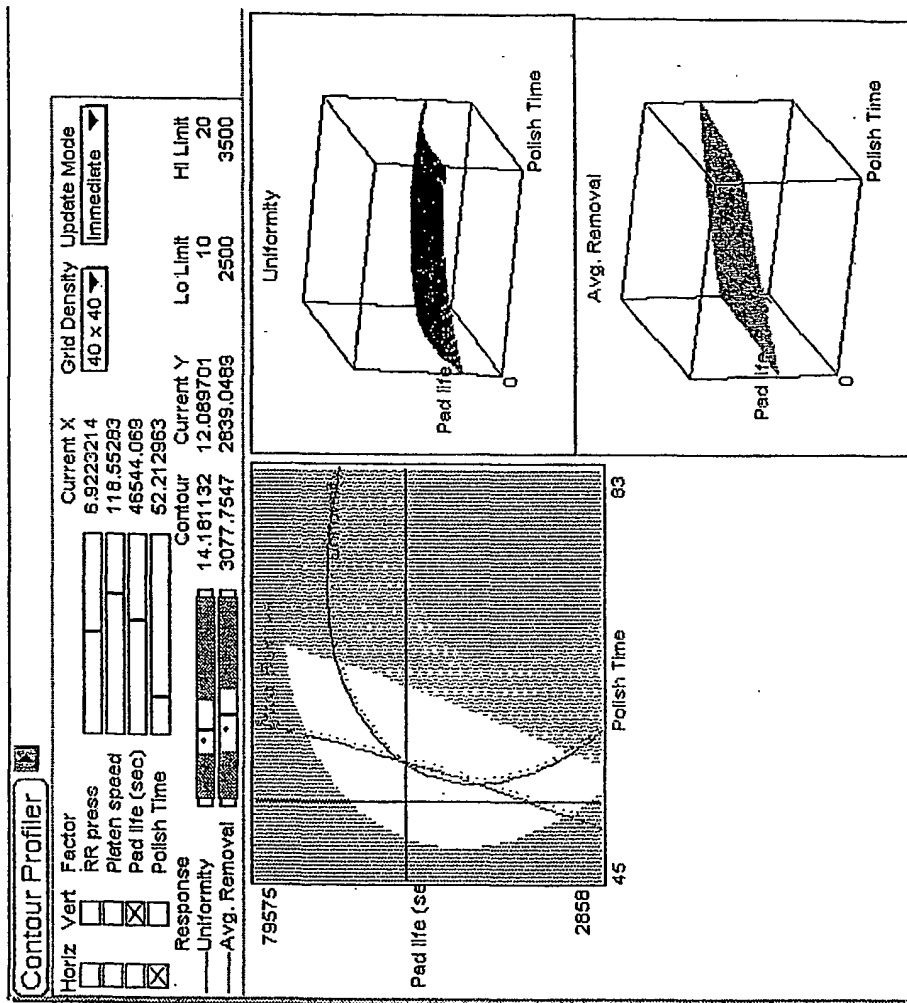 Contour Profiler
Horiz Vert Factor Current X Grid Density Update Mode
RR press 6.9223214 40 x 40 Immediate
Platen speed 118.55283
Pad life (sec) 46544.069
Polish Time 52.212963
Response Contour Current Y Lo Limit Hi Limit
Uniformity 14.181132 12.089701 10 20
Avg. Removal 3077.7547 2839.0489 2500 3500
79575
Pad life (se
2858
45
Polish Time
83
Uniformity
Pad life
0
Polish Time
Avg. Removal
Pad life
0
Polish Time